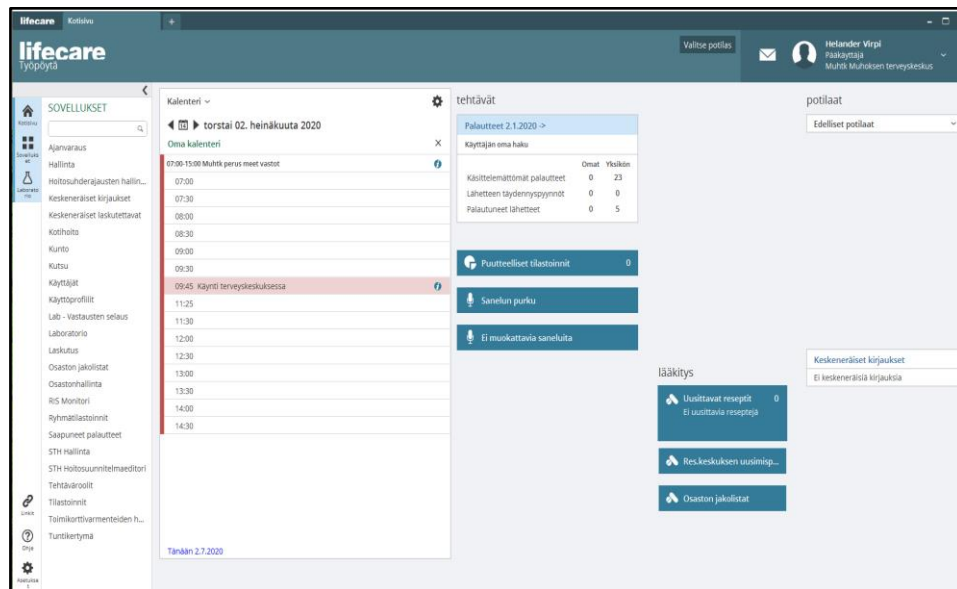 lifecare Kotisivu +
lifecare
Työpöytä
Valitse potilas
Helander Virpi
Pääkäyttäjä
Muhtk Muhoksen terveyskeskus
Kotisivu
Sovellukset
Laboratorio
Linkit
Ohje
SOVELLUKSET
Ajanvaraus
Hallinta
Hoitosuhderajausten hallin...
Keskeneräiset kirjaukset
Keskeneräiset laskutettavat
Kotihoito
Kunto
Kutsu
Käyttäjät
Käyttöprofiilit
Lab - Vastausten selaus
Laboratorio
Laskutus
Osaston jakolistat
Osastonhallinta
RIS Monitori
Ryhmätilastoinnit
Saapuneet palautteet
STH Hallinta
STH Hoitosuunnitelmaeditori
Tehtäväroolit
Tilastoinnit
Toimikorttivarmenteiden h...
Tuntikertymä
Kalenteri
torstai 02. heinäkuuta 2020
Oma kalenteri X
07:00-15:00 Muhtk perus meet vastot
07:00
07:30
08:00
08:30
09:00
09:30
09:45 Käynti terveyskeskuksessa
11:25
11:30
12:00
12:30
13:00
13:30
14:00
14:30
Tänään 2.7.2020
tehtävät
Palautteet 2.1.2020 ->
Käyttäjän oma haku
Omat Yksikön
Käsittelemättömät palautteet 0 23
Lähetteen täydennyspyynnöt 0 0
Palautuneet lähetteet 0 5
Puutteelliset tilastoinnit 0
Sanelun purku
Ei muokattavia saneluita
lääkitys
Uusittavat reseptit 0
Ei uusittavia reseptejä
Res.keskuksen uusimisp...
Osaston jakolistat
potilaat
Edelliset potilaat
Keskeneräiset kirjaukset
Ei keskeneräisiä kirjauksia